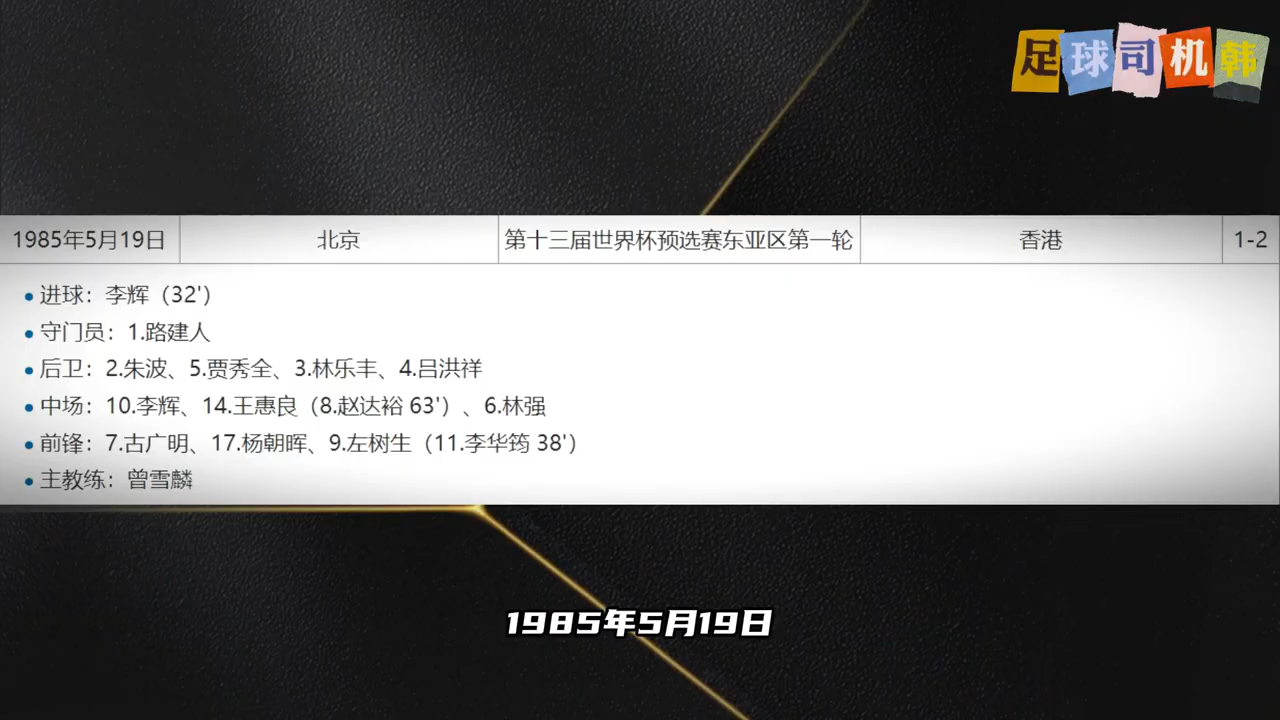 足球司机韩
1985年5月19日 北京 第十三届世界杯预选赛东亚区第一轮 香港 1-2
进球：李辉（32'）
守门员：1.路建人
后卫：2.朱波、5.贾秀全、3.林乐丰、4.吕洪祥
中场：10.李辉、14.王惠良（8.赵达裕 63'）、6.林强
前锋：7.古广明、17.杨朝晖、9.左树生（11.李华筠 38'）
主教练：曾雪麟
1985年5月19日